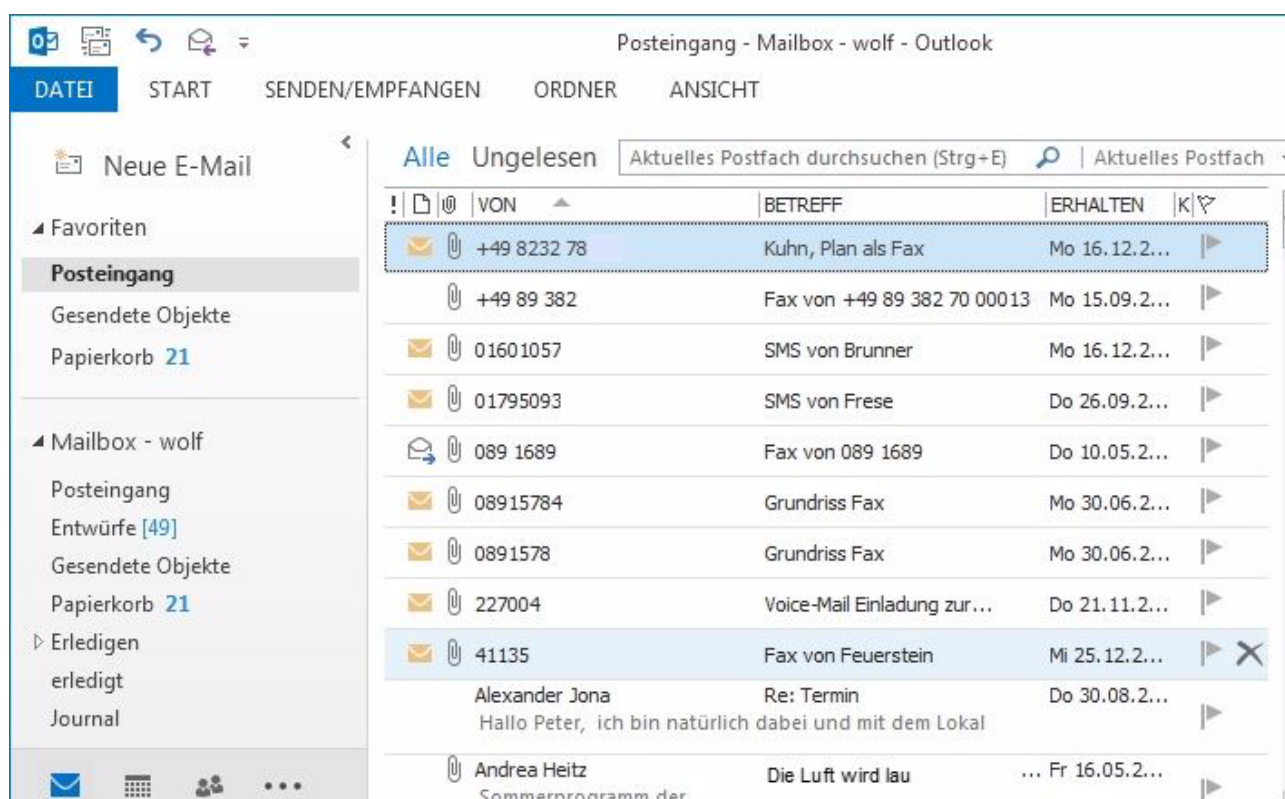 Posteingang - Mailbox - wolf - Outlook
DATEI START SENDEN/EMPFANGEN ORDNER ANSICHT
Neue E-Mail
Favoriten
Posteingang
Gesendete Objekte
Papierkorb 21
Mailbox - wolf
Posteingang
Entwürfe [49]
Gesendete Objekte
Papierkorb 21
Erledigen
erledigt
Journal
Alle Ungelesen Aktuelles Postfach durchsuchen (Strg+E) Aktuelles Postfach
! VON BETREFF ERHALTEN K
+49 8232 78 Kuhn, Plan als Fax Mo 16.12.2...
+49 89 382 Fax von +49 89 382 70 00013 Mo 15.09.2...
01601057 SMS von Brunner Mo 16.12.2...
01795093 SMS von Frese Do 26.09.2...
089 1689 Fax von 089 1689 Do 10.05.2...
08915784 Grundriss Fax Mo 30.06.2...
0891578 Grundriss Fax Mo 30.06.2...
227004 Voice-Mail Einladung zur... Do 21.11.2...
41135 Fax von Feuerstein Mi 25.12.2...
Alexander Jona Re: Termin Do 30.08.2...
Hallo Peter, ich bin natürlich dabei und mit dem Lokal
Andrea Heitz Die Luft wird lau ... Fr 16.05.2...
Sommerprogramm der